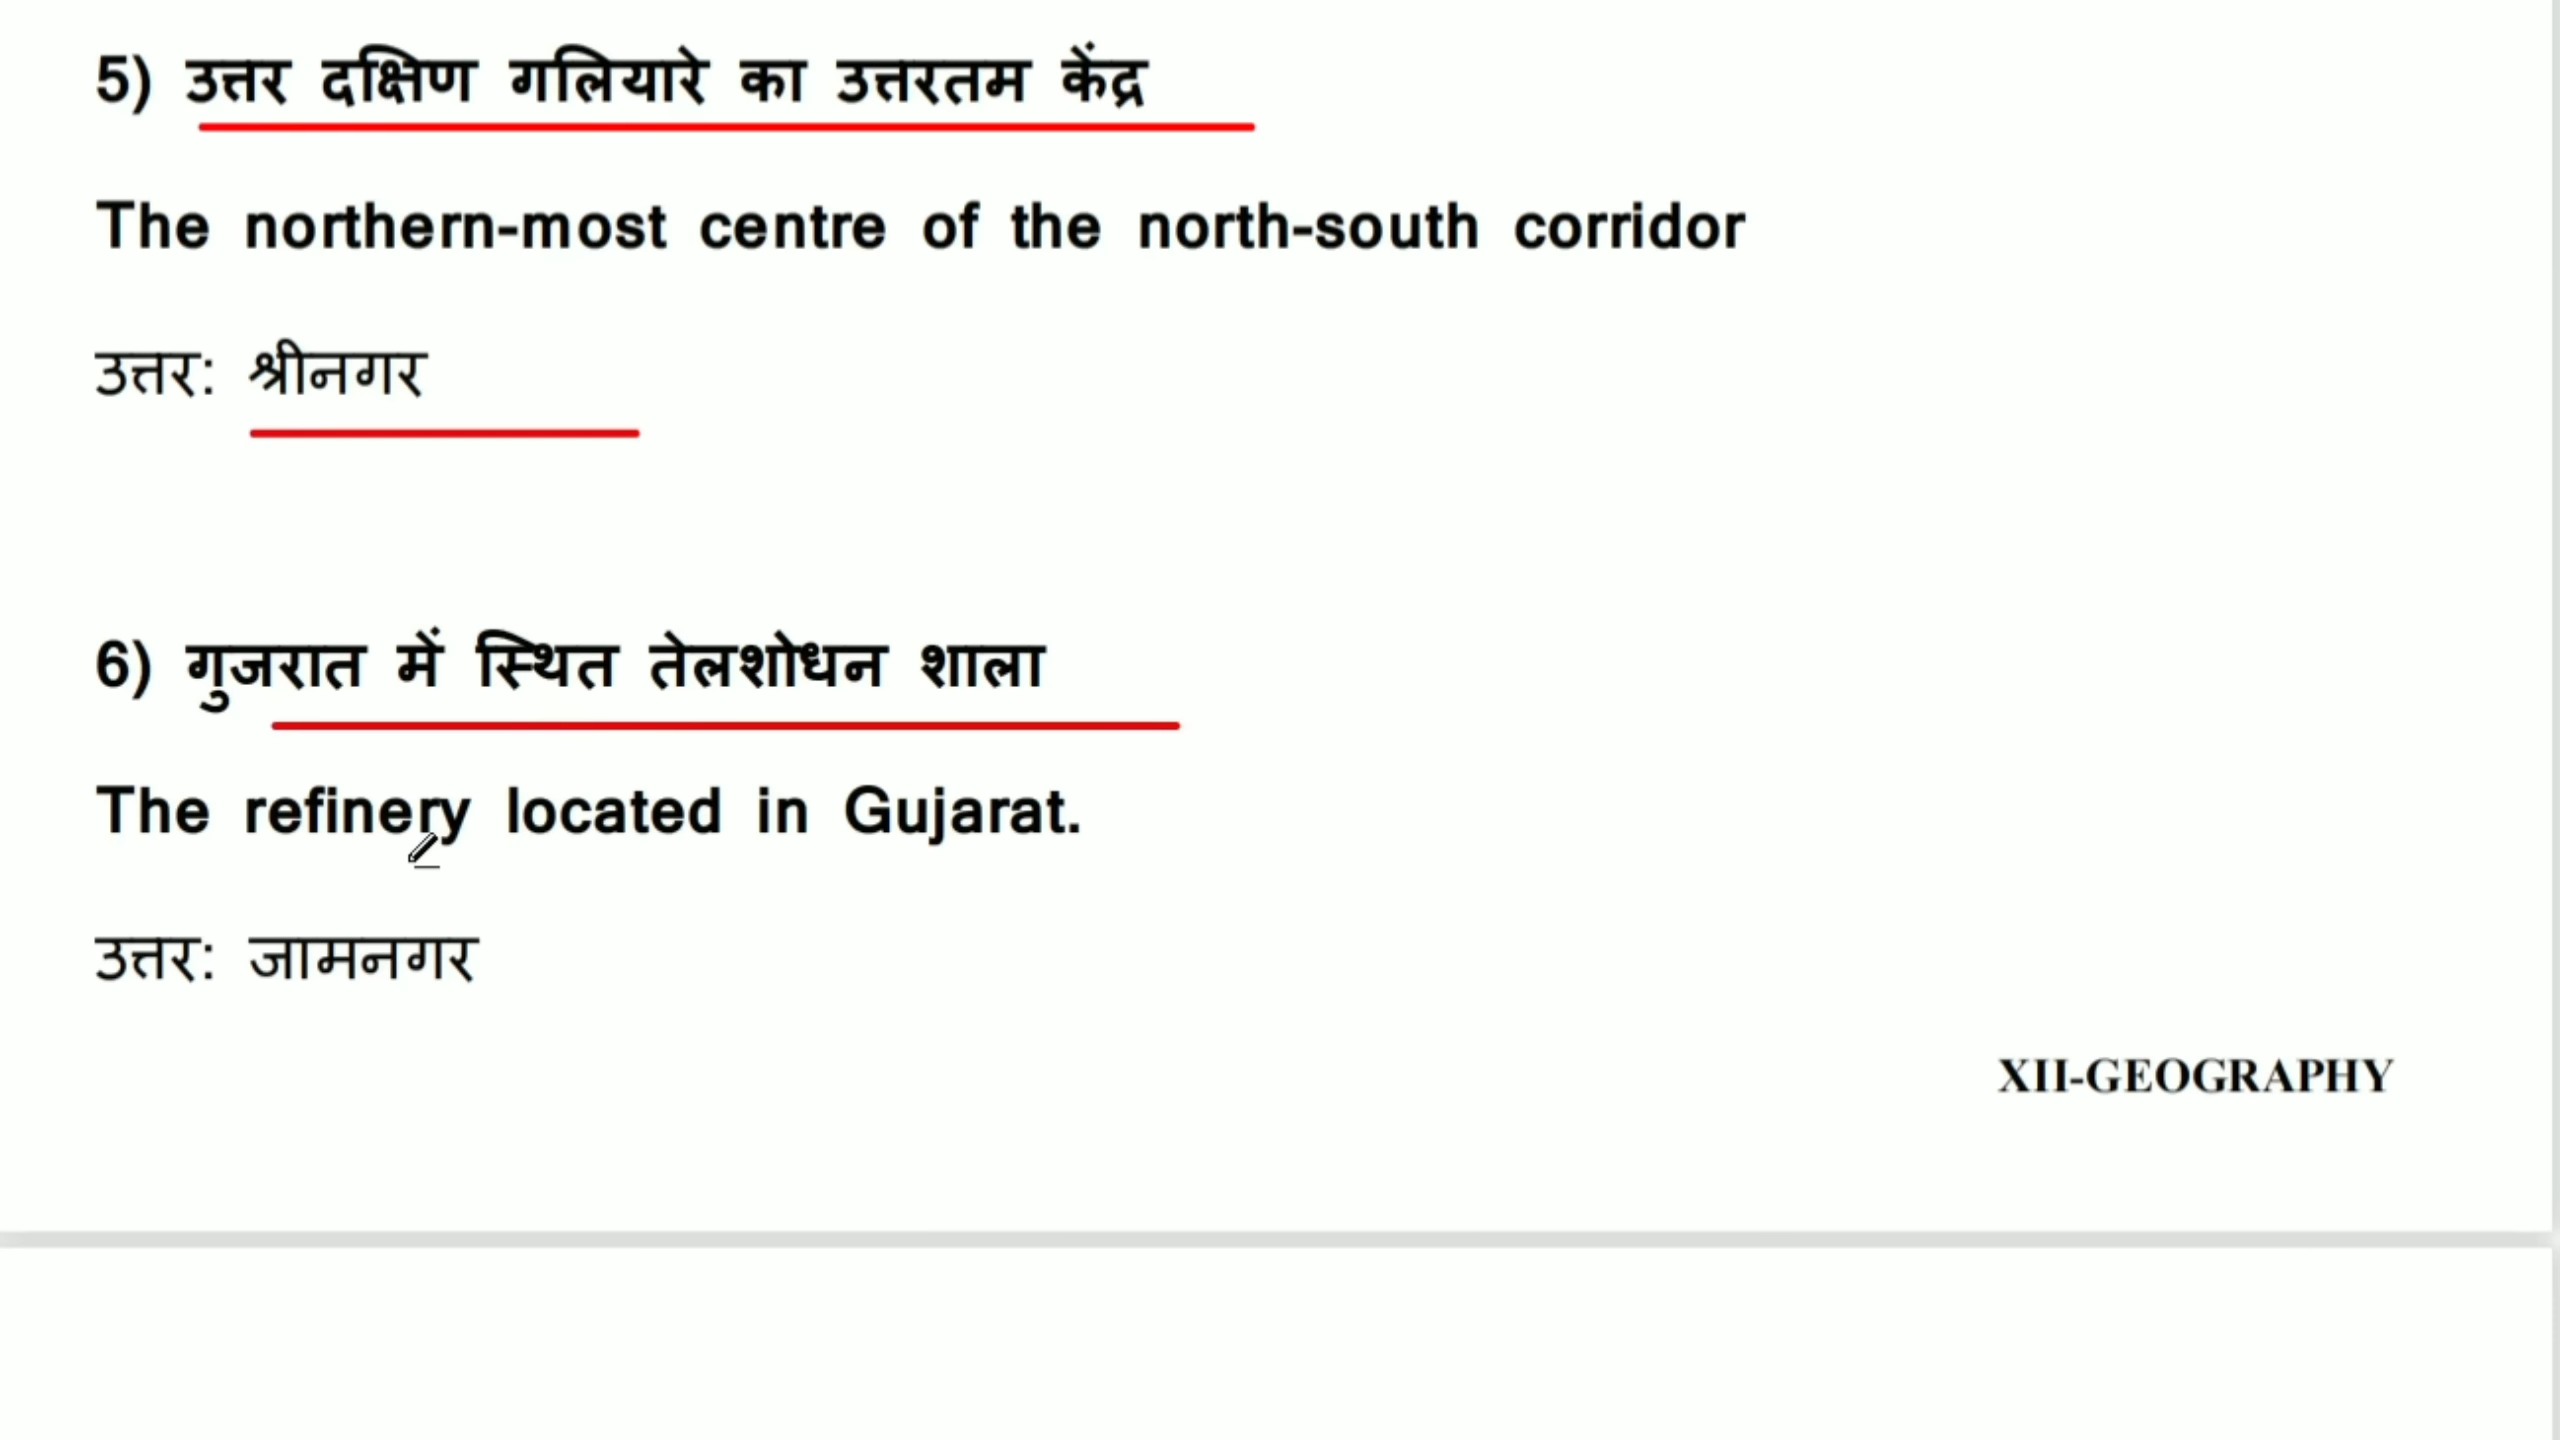 5) उत्तर दक्षिण गलियारे का उत्तरतम केंद्र
The northern-most centre of the north-south corridor
उत्तर: श्रीनगर
6) गुजरात में स्थित तेलशोधन शाला
The refinery located in Gujarat.
उत्तर: जामनगर
XII-GEOGRAPHY